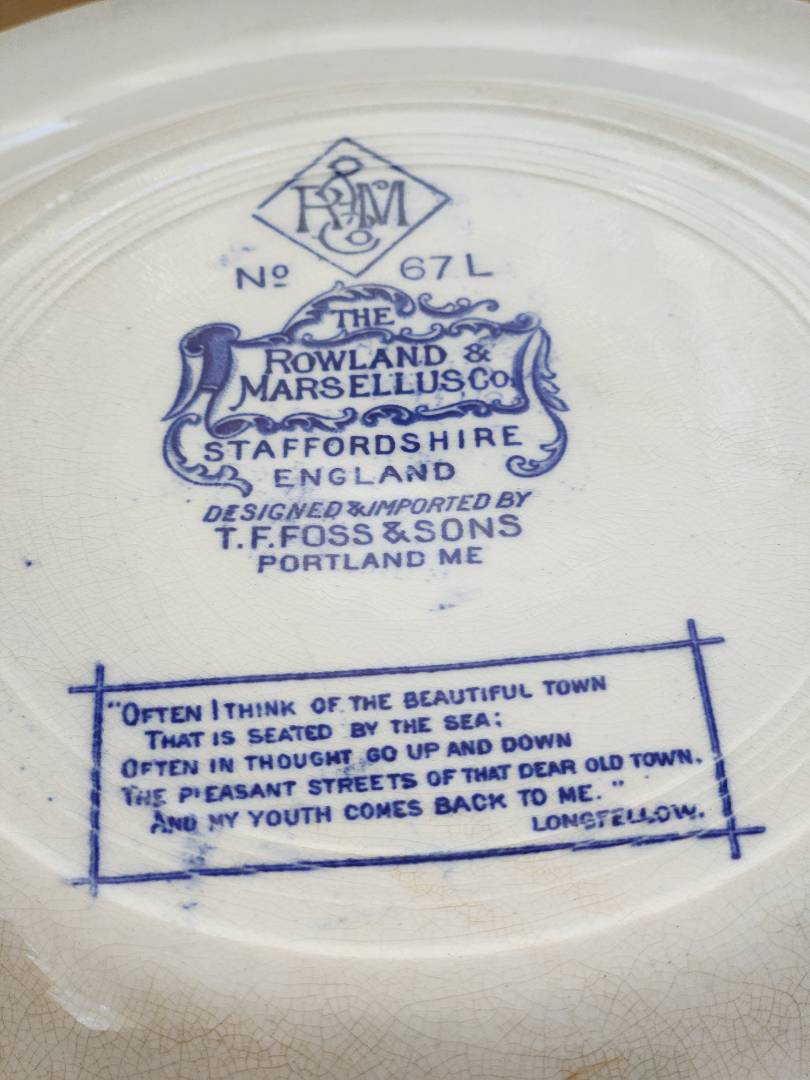 R & M Co
Nº 67 L
THE
ROWLAND &
MARSELLUS Co.
STAFFORDSHIRE
ENGLAND
DESIGNED & IMPORTED BY
T. F. FOSS & SONS
PORTLAND ME
"OFTEN I THINK OF THE BEAUTIFUL TOWN
THAT IS SEATED BY THE SEA;
OFTEN IN THOUGHT GO UP AND DOWN
THE PLEASANT STREETS OF THAT DEAR OLD TOWN.
AND MY YOUTH COMES BACK TO ME."
LONGFELLOW.